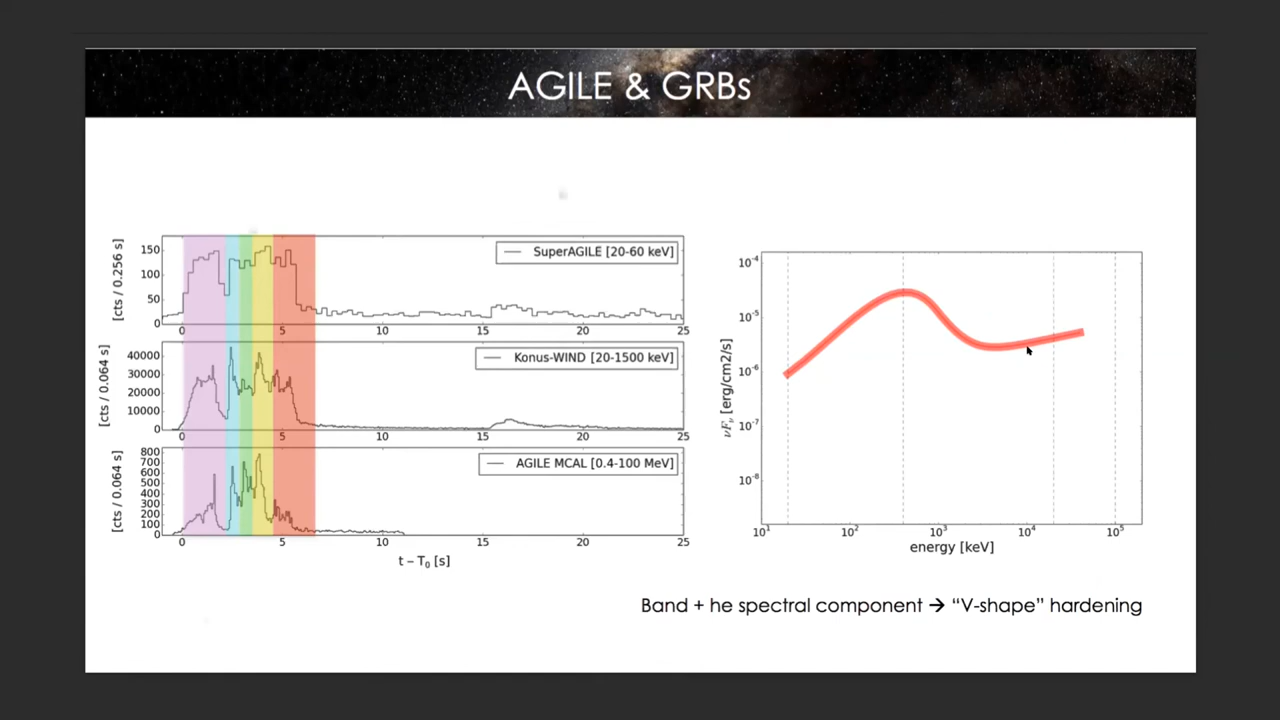 AGILE & GRBs
[cts / 0.256 s]
150
100
50
0
SuperAGILE [20-60 keV]
0 5 10 15 20 25
[cts / 0.064 s]
40000
30000
20000
10000
0
Konus-WIND [20-1500 keV]
0 5 10 15 20 25
[cts / 0.064 s]
800
700
600
500
400
300
200
100
0
AGILE MCAL [0.4-100 MeV]
0 5 10 15 20 25
t − T₀ [s]
νFᵥ [erg/cm2/s]
10⁻⁴
10⁻⁵
10⁻⁶
10⁻⁷
10⁻⁸
10¹ 10² 10³ 10⁴ 10⁵
energy [keV]
Band + he spectral component → “V-shape” hardening